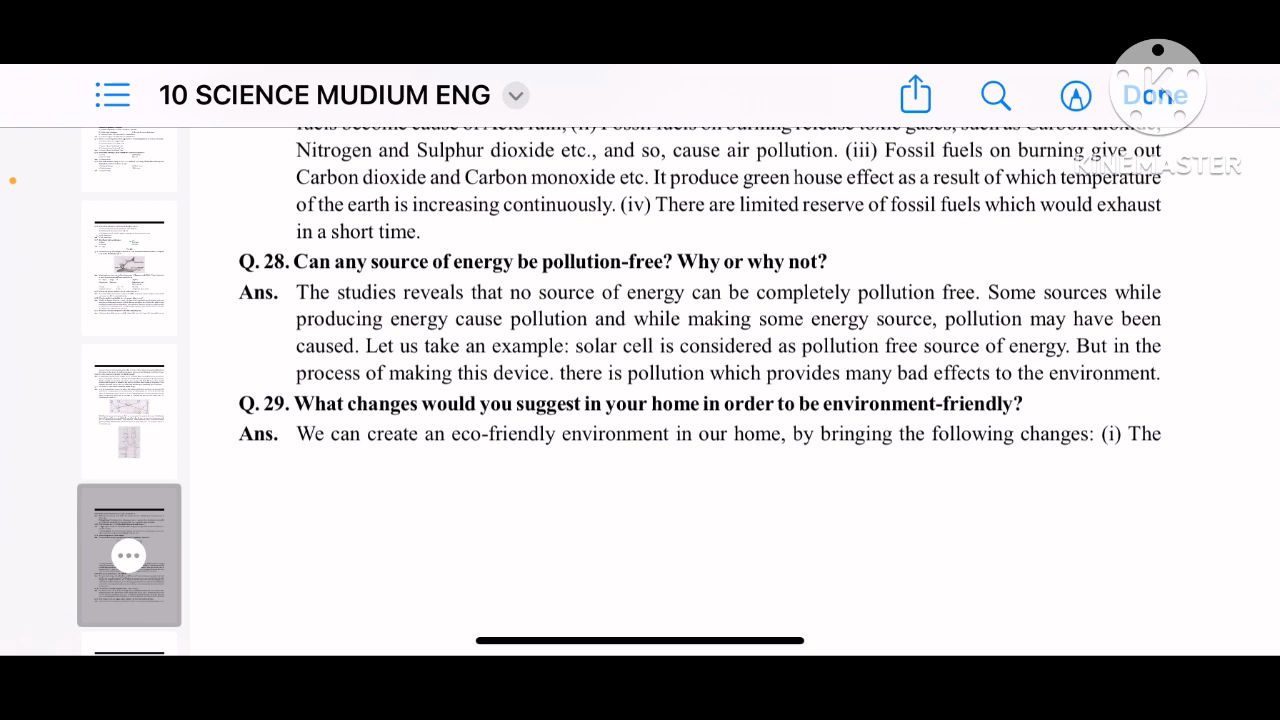 10 SCIENCE MUDIUM ENG
Done
KINEMASTER
Nitrogen and Sulphur dioxide etc., and so, cause air pollution. (iii) Fossil fuels on burning give out
Carbon dioxide and Carbon monoxide etc. It produce green house effect as a result of which temperature
of the earth is increasing continuously. (iv) There are limited reserve of fossil fuels which would exhaust
in a short time.
Q. 28. Can any source of energy be pollution-free? Why or why not?
Ans. The studies reveal that no source of energy can be completely pollution free. Some sources while
producing energy cause pollution and while making some energy source, pollution may have been
caused. Let us take an example: solar cell is considered as pollution free source of energy. But in the
process of making this device there is pollution which provides many bad effects to the environment.
Q. 29. What changes would you suggest in your home in order to be environment-friendly?
Ans. We can create an eco-friendly environment in our home, by bringing the following changes: (i) The